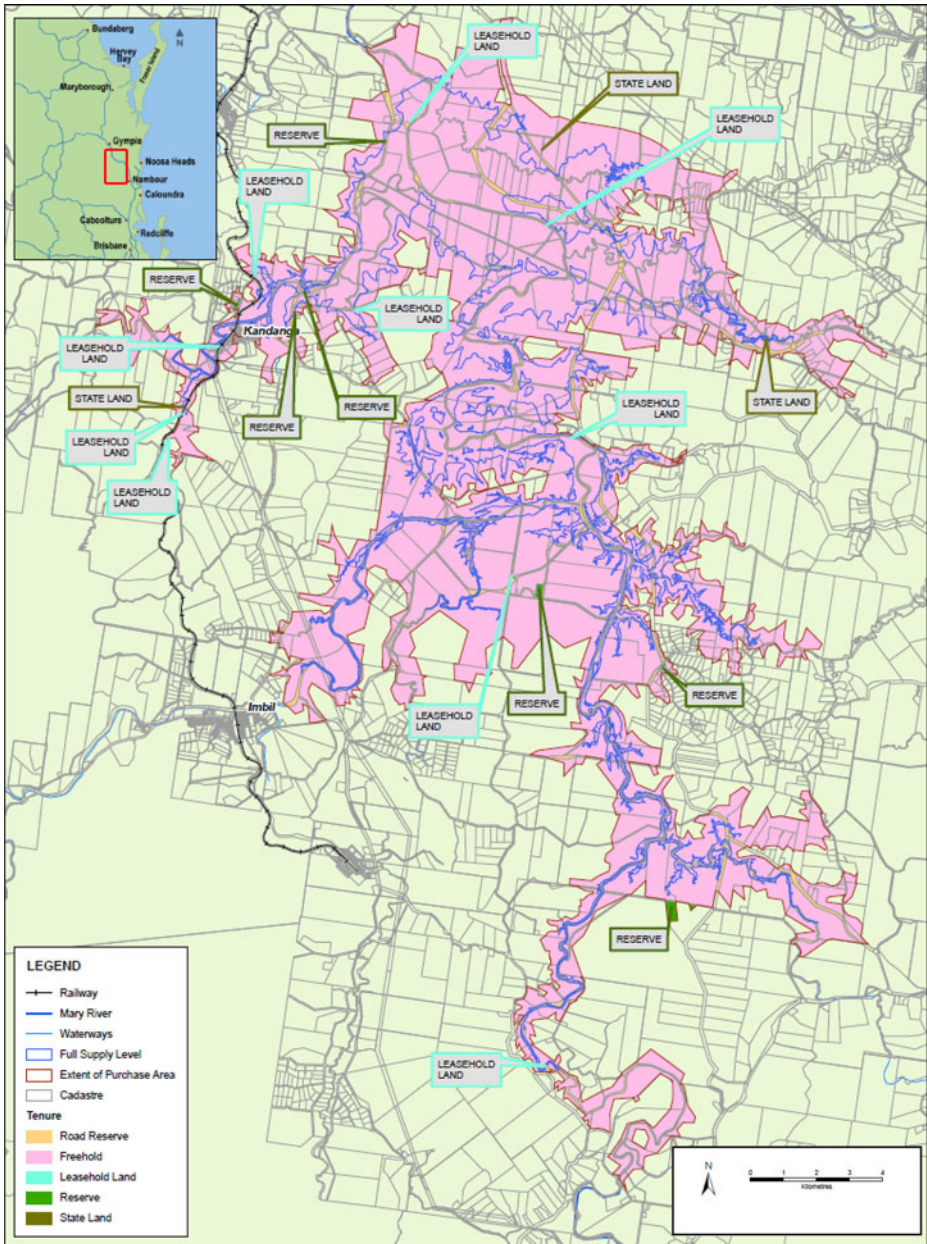 Bundaberg
N
Hervey
Bay
Fraser Island
Maryborough
Gympie
Noosa Heads
Nambour
Caloundra
Caboolture
Redcliffe
Brisbane
LEASEHOLD
LAND
STATE LAND
RESERVE
LEASEHOLD
LAND
LEASEHOLD
LAND
RESERVE
LEASEHOLD
LAND
Kandanga
LEASEHOLD
LAND
STATE LAND
RESERVE
RESERVE
STATE LAND
LEASEHOLD
LAND
LEASEHOLD
LAND
LEASEHOLD
LAND
RESERVE
RESERVE
Imbil
LEASEHOLD
LAND
RESERVE
LEASEHOLD
LAND
LEGEND
Railway
Mary River
Waterways
Full Supply Level
Extent of Purchase Area
Cadastre
Tenure
Road Reserve
Freehold
Leasehold Land
Reserve
State Land
N
0 1 2 3 4
Kilometres